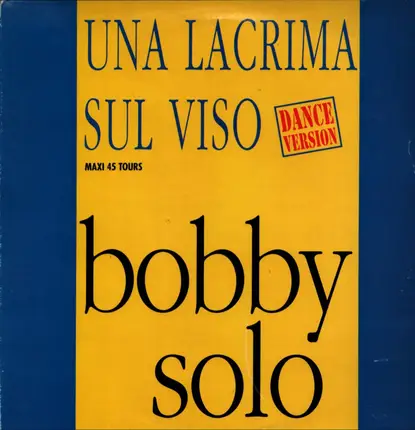 UNA LACRIMA
SUL VISO
DANCE
VERSION
MAXI 45 TOURS
bobby
solo